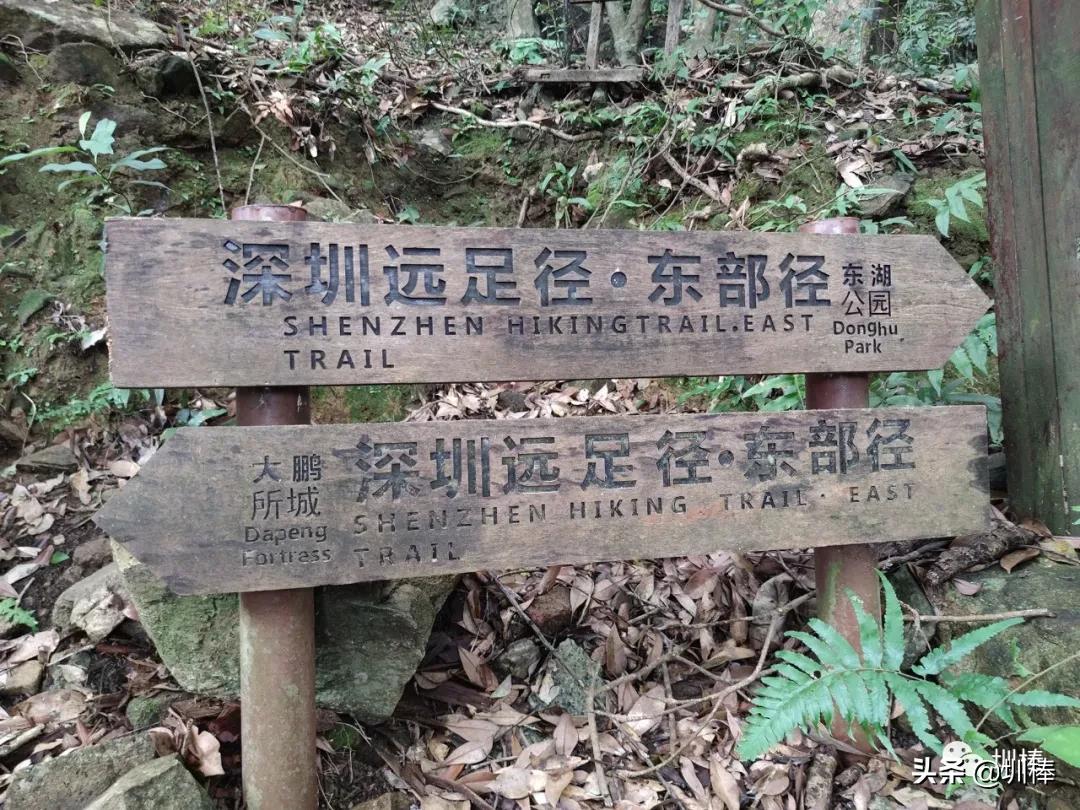 深圳远足径·东部径
SHENZHEN HIKINGTRAIL.EAST
TRAIL
东湖
公园
Donghu
Park
大鹏
所城
Dapeng
Fortress
深圳远足径·东部径
SHENZHEN HIKING TRAIL · EAST
TRAIL
头条 @圳棒